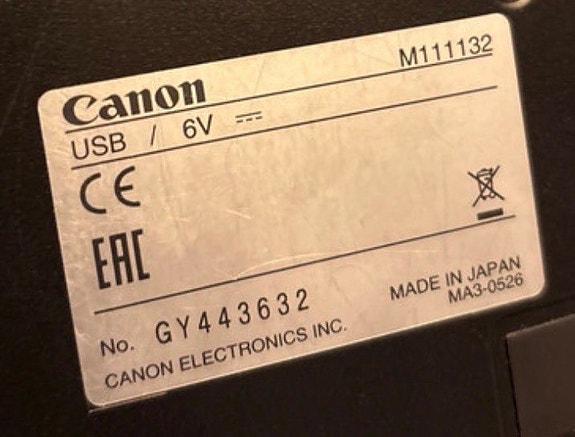 Canon M111132
USB / 6V ⎓
CE
EAC
No. GY443632 MADE IN JAPAN
MA3-0526
CANON ELECTRONICS INC.